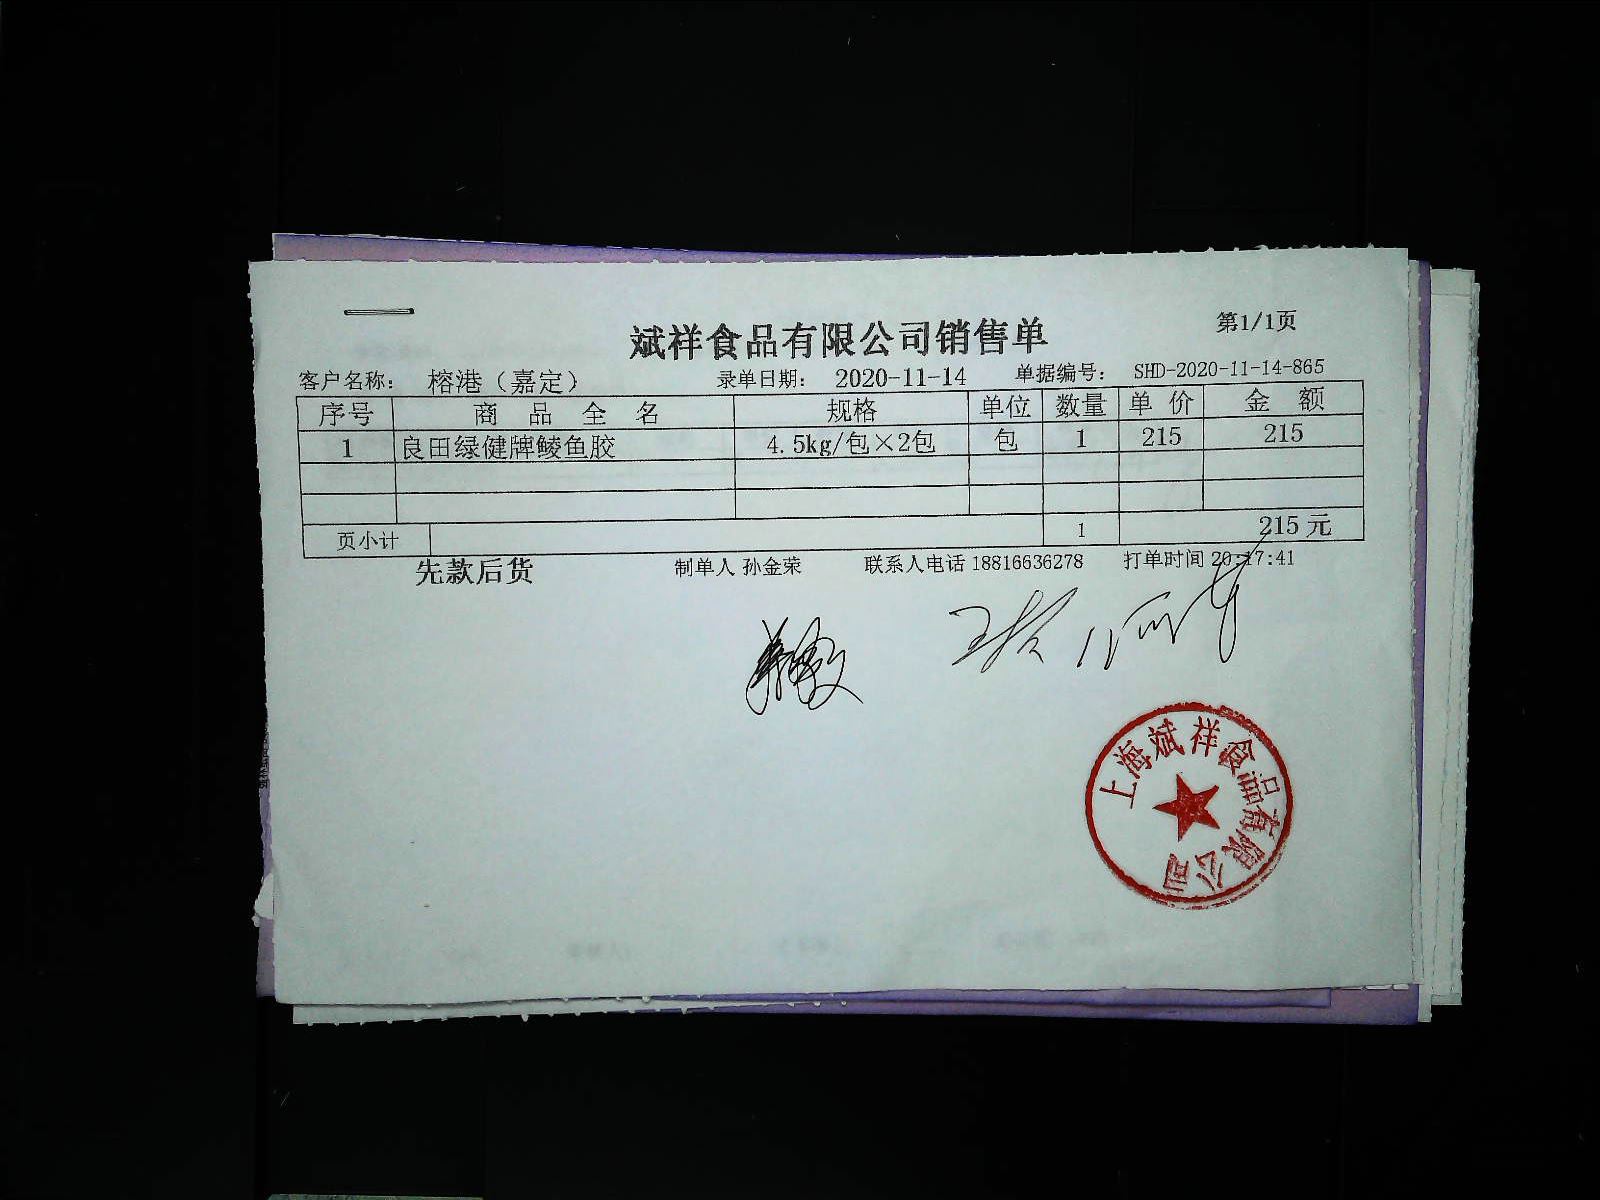 斌祥食品有限公司销售单
第1/1页
客户名称： 榕港（嘉定） 录单日期： 2020-11-14 单据编号： SHD-2020-11-14-865
序号 商品全名 规格 单位 数量 单价 金额
1 良田绿健牌鲮鱼胶 4.5kg/包×2包 包 1 215 215
页小计 1 215元
先款后货 制单人 孙金荣 联系人电话 18816636278 打单时间 20:17:41
上海斌祥食品有限公司